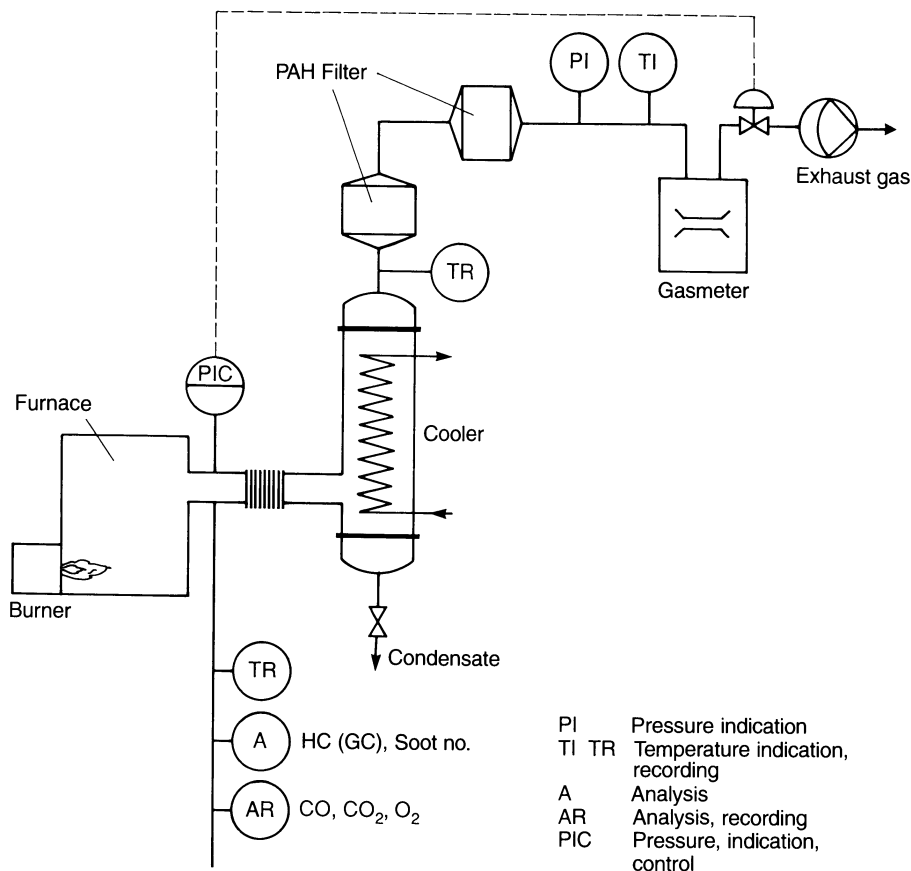 PAH Filter
PI
TI
Exhaust gas
TR
Gasmeter
PIC
Furnace
Cooler
Burner
Condensate
TR
A HC (GC), Soot no.
AR CO, CO₂, O₂
PI Pressure indication
TI TR Temperature indication,
recording
A Analysis
AR Analysis, recording
PIC Pressure, indication,
control